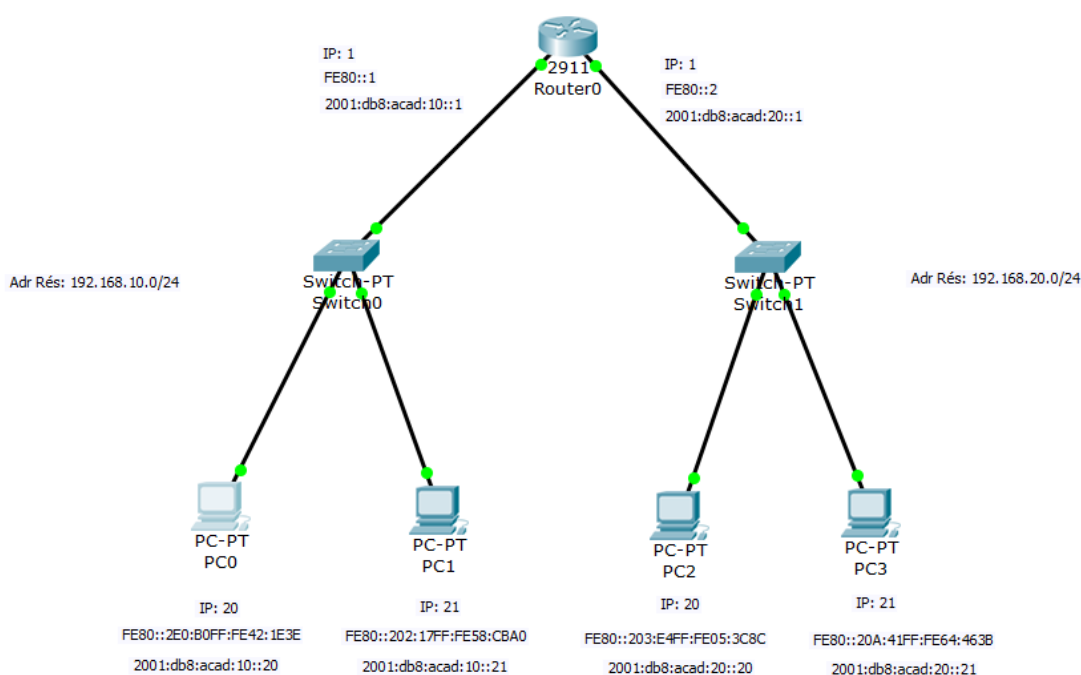 IP: 1
FE80::1
2001:db8:acad:10::1
2911
Router0
IP: 1
FE80::2
2001:db8:acad:20::1
Adr Rés: 192.168.10.0/24
Switch-PT
Switch0
Switch-PT
Switch1
Adr Rés: 192.168.20.0/24
PC-PT
PC0
PC-PT
PC1
PC-PT
PC2
PC-PT
PC3
IP: 20
FE80::2E0:B0FF:FE42:1E3E
2001:db8:acad:10::20
IP: 21
FE80::202:17FF:FE58:CBA0
2001:db8:acad:10::21
IP: 20
FE80::203:E4FF:FE05:3C8C
2001:db8:acad:20::20
IP: 21
FE80::20A:41FF:FE64:463B
2001:db8:acad:20::21